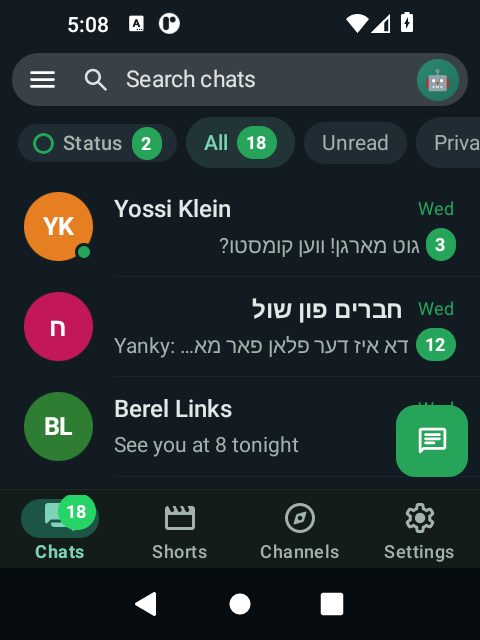 5:08
Search chats
Status 2
All 18
Unread
Priva
Yossi Klein
Wed
YK
גוט מארגן! ווען קומסטו?
3
חברים פון שול
Wed
ח
Yanky: דא איז דער פלאן פאר מא...
12
Berel Links
BL
See you at 8 tonight
18
Chats
Shorts
Channels
Settings